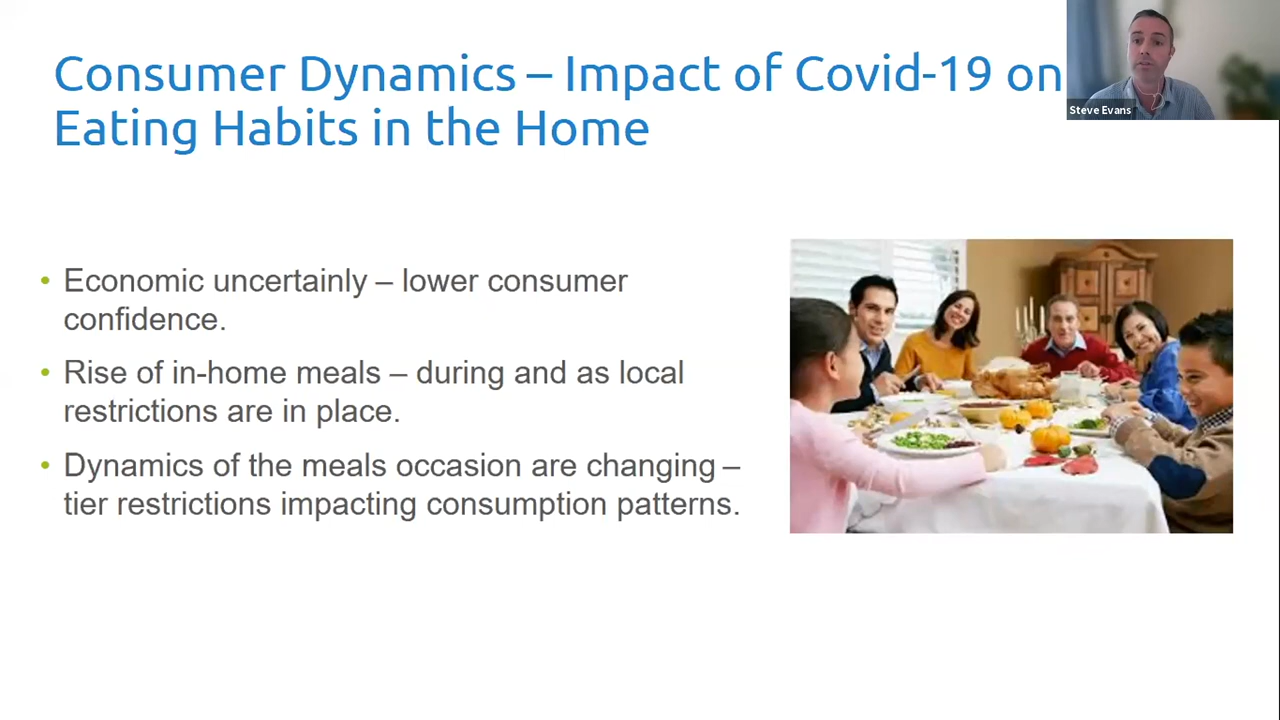 Consumer Dynamics – Impact of Covid-19 on
Eating Habits in the Home
Steve Evans
• Economic uncertainly – lower consumer
confidence.
• Rise of in-home meals – during and as local
restrictions are in place.
• Dynamics of the meals occasion are changing –
tier restrictions impacting consumption patterns.